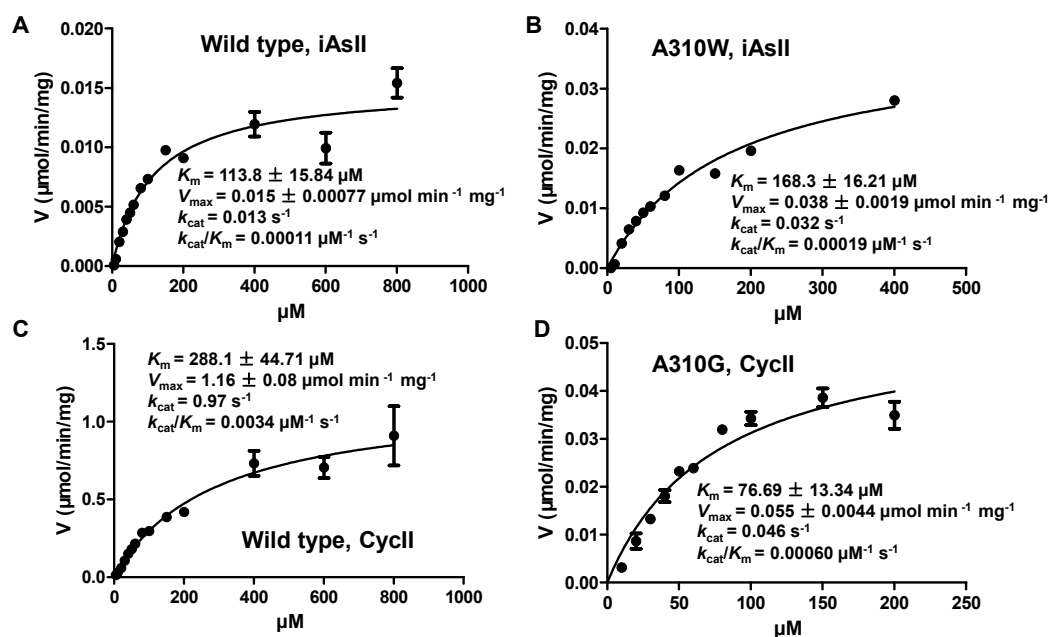 A
Wild type, iAsII
V (µmol/min/mg)
0.020
0.015
0.010
0.005
0.000
Km = 113.8 ± 15.84 µM
Vmax = 0.015 ± 0.00077 µmol min -1 mg-1
kcat = 0.013 s-1
kcat/Km = 0.00011 µM-1 s-1
0 200 400 600 800 1000
µM
B
A310W, iAsII
V (µmol/min/mg)
0.04
0.03
0.02
0.01
0.00
Km = 168.3 ± 16.21 µM
Vmax = 0.038 ± 0.0019 µmol min -1 mg-1
kcat = 0.032 s-1
kcat/Km = 0.00019 µM-1 s-1
0 100 200 300 400 500
µM
C
V (µmol/min/mg)
1.5
1.0
0.5
0.0
Km = 288.1 ± 44.71 µM
Vmax = 1.16 ± 0.08 µmol min -1 mg-1
kcat = 0.97 s-1
kcat/Km = 0.0034 µM-1 s-1
Wild type, CycII
0 200 400 600 800 1000
µM
D
A310G, CycII
V (µmol/min/mg)
0.05
0.04
0.03
0.02
0.01
0.00
Km = 76.69 ± 13.34 µM
Vmax = 0.055 ± 0.0044 µmol min -1 mg-1
kcat = 0.046 s-1
kcat/Km = 0.00060 µM-1 s-1
0 50 100 150 200 250
µM